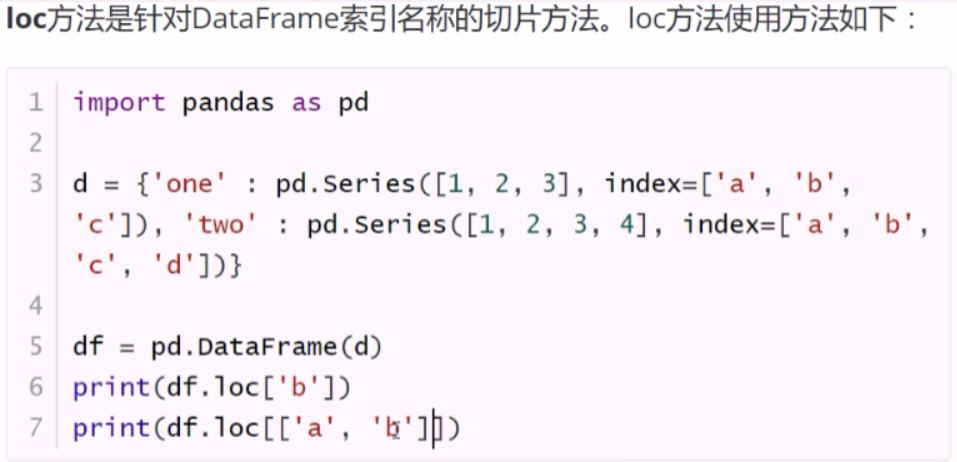 loc方法是针对DataFrame索引名称的切片方法。loc方法使用方法如下：
1 import pandas as pd
2
3 d = {'one' : pd.Series([1, 2, 3], index=['a', 'b',
'c']), 'two' : pd.Series([1, 2, 3, 4], index=['a', 'b',
'c', 'd'])}
4
5 df = pd.DataFrame(d)
6 print(df.loc['b'])
7 print(df.loc[['a', 'b']])